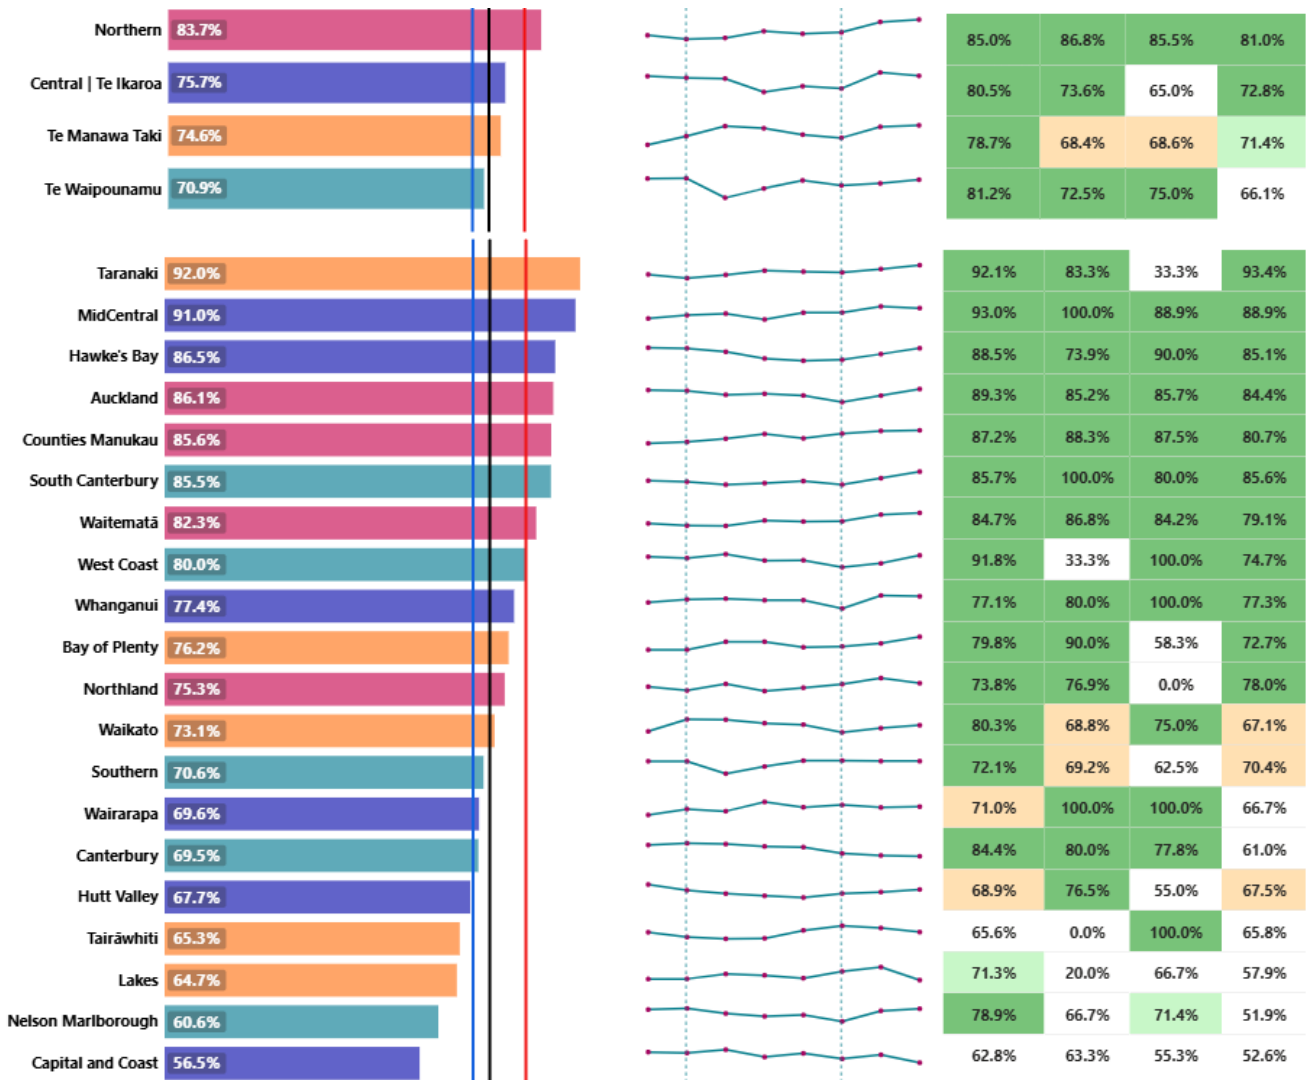 Northern 83.7% 85.0% 86.8% 85.5% 81.0%
Central | Te Ikaroa 75.7% 80.5% 73.6% 65.0% 72.8%
Te Manawa Taki 74.6% 78.7% 68.4% 68.6% 71.4%
Te Waipounamu 70.9% 81.2% 72.5% 75.0% 66.1%
Taranaki 92.0% 92.1% 83.3% 33.3% 93.4%
MidCentral 91.0% 93.0% 100.0% 88.9% 88.9%
Hawke's Bay 86.5% 88.5% 73.9% 90.0% 85.1%
Auckland 86.1% 89.3% 85.2% 85.7% 84.4%
Counties Manukau 85.6% 87.2% 88.3% 87.5% 80.7%
South Canterbury 85.5% 85.7% 100.0% 80.0% 85.6%
Waitematā 82.3% 84.7% 86.8% 84.2% 79.1%
West Coast 80.0% 91.8% 33.3% 100.0% 74.7%
Whanganui 77.4% 77.1% 80.0% 100.0% 77.3%
Bay of Plenty 76.2% 79.8% 90.0% 58.3% 72.7%
Northland 75.3% 73.8% 76.9% 0.0% 78.0%
Waikato 73.1% 80.3% 68.8% 75.0% 67.1%
Southern 70.6% 72.1% 69.2% 62.5% 70.4%
Wairarapa 69.6% 71.0% 100.0% 100.0% 66.7%
Canterbury 69.5% 84.4% 80.0% 77.8% 61.0%
Hutt Valley 67.7% 68.9% 76.5% 55.0% 67.5%
Tairāwhiti 65.3% 65.6% 0.0% 100.0% 65.8%
Lakes 64.7% 71.3% 20.0% 66.7% 57.9%
Nelson Marlborough 60.6% 78.9% 66.7% 71.4% 51.9%
Capital and Coast 56.5% 62.8% 63.3% 55.3% 52.6%